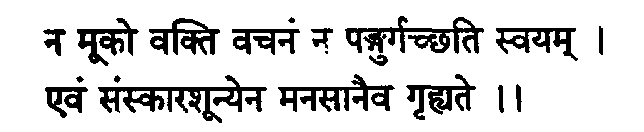 न मूको वक्ति वचनं न पङ्गुर्गच्छति स्वयम् ।
एवं संस्कारशून्येन मनसानैव गृह्यते ।।